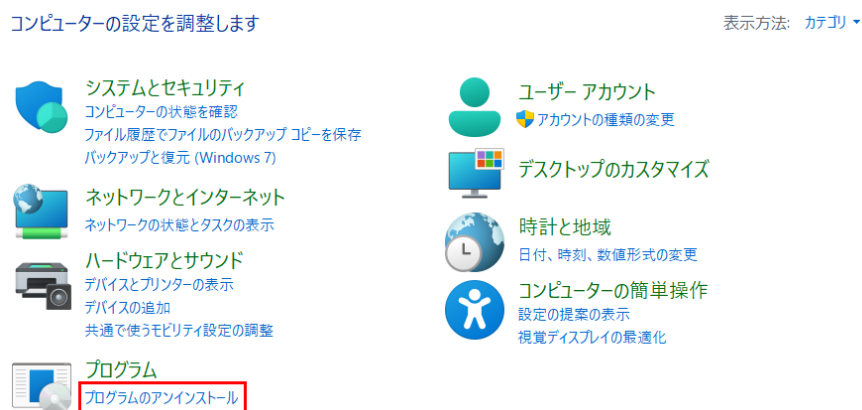 コンピューターの設定を調整します
表示方法: カテゴリ
システムとセキュリティ
コンピューターの状態を確認
ファイル履歴でファイルのバックアップ コピーを保存
バックアップと復元 (Windows 7)
ネットワークとインターネット
ネットワークの状態とタスクの表示
ハードウェアとサウンド
デバイスとプリンターの表示
デバイスの追加
共通で使うモビリティ設定の調整
プログラム
プログラムのアンインストール
ユーザー アカウント
アカウントの種類の変更
デスクトップのカスタマイズ
時計と地域
日付、時刻、数値形式の変更
コンピューターの簡単操作
設定の提案の表示
視覚ディスプレイの最適化